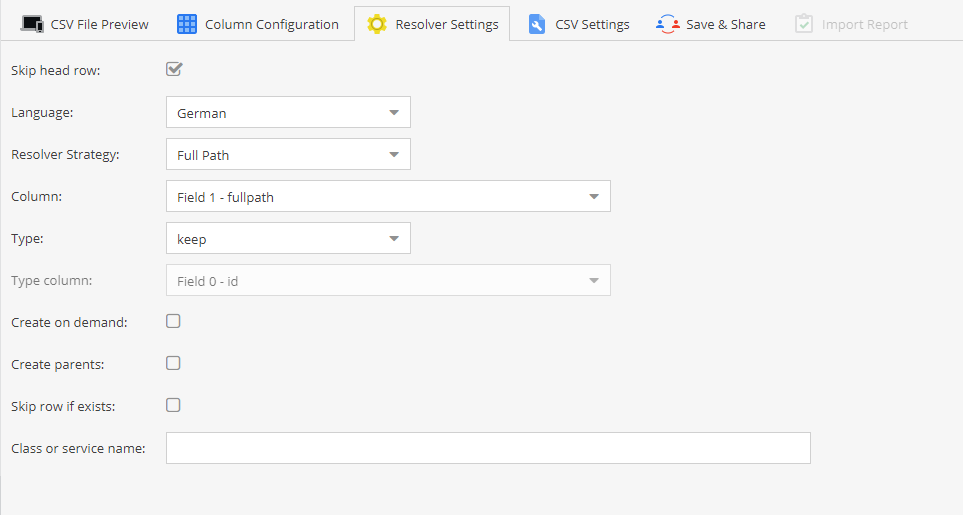 CSV File Preview Column Configuration Resolver Settings CSV Settings Save & Share Import Report
Skip head row:
Language: German
Resolver Strategy: Full Path
Column: Field 1 - fullpath
Type: keep
Type column: Field 0 - id
Create on demand:
Create parents:
Skip row if exists:
Class or service name: